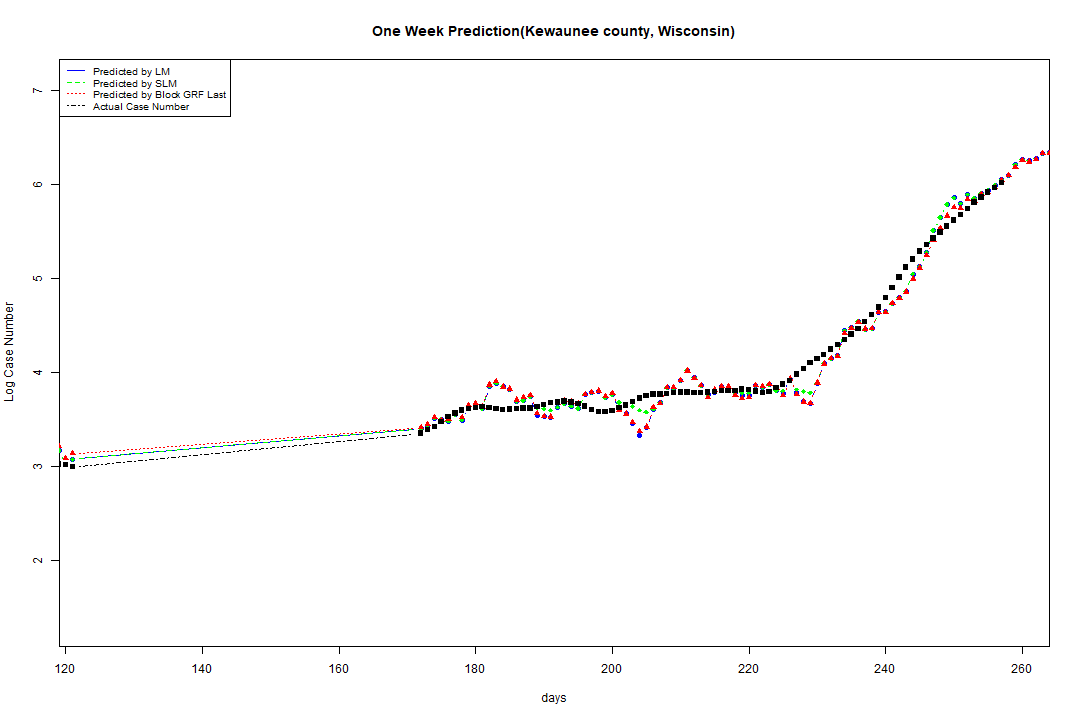 One Week Prediction(Kewaunee county, Wisconsin)
Predicted by LM
Predicted by SLM
Predicted by Block GRF Last
Actual Case Number
7
6
5
4
3
2
Log Case Number
120 140 160 180 200 220 240 260
days